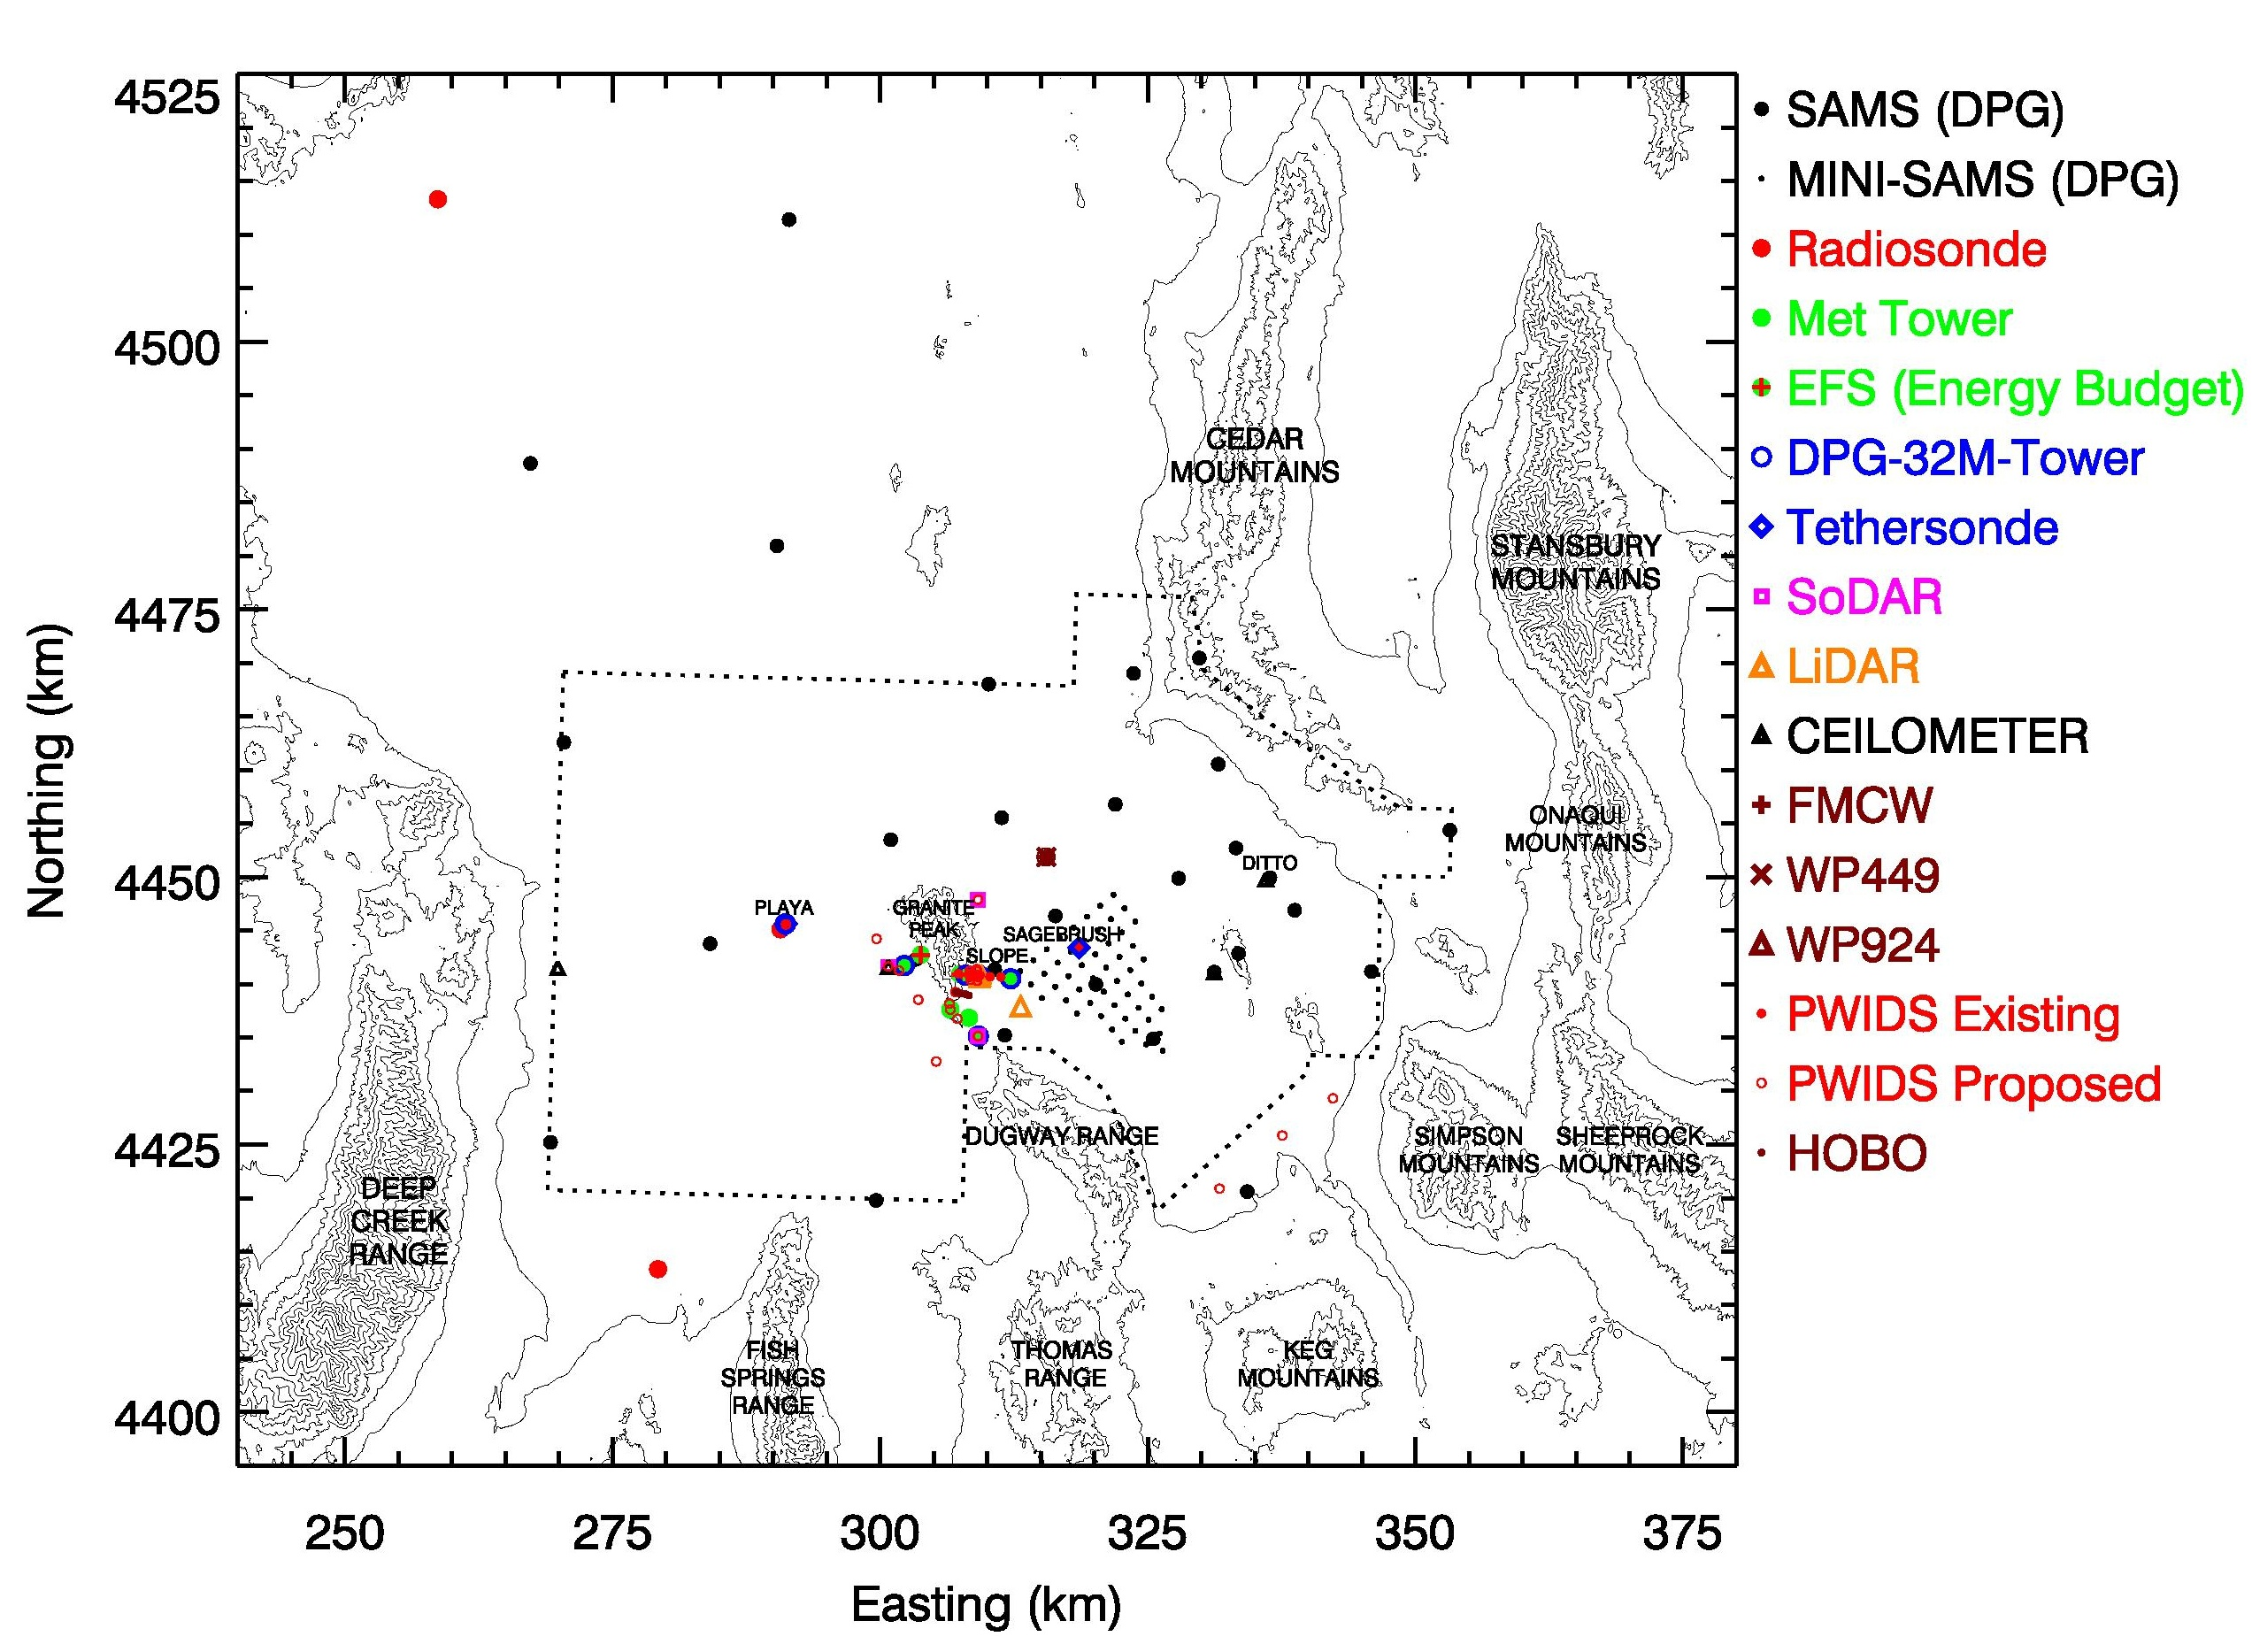 4525
4500
4475
4450
4425
4400
Northing (km)
250 275 300 325 350 375
Easting (km)
CEDAR
MOUNTAINS
STANSBURY
MOUNTAINS
ONAQUI
MOUNTAINS
DITTO
PLAYA
GRANITE
PEAK
SAGEBRUSH
SLOPE
DUGWAY RANGE
SIMPSON
MOUNTAINS
SHEEPROCK
MOUNTAINS
DEEP
CREEK
RANGE
FISH
SPRINGS
RANGE
THOMAS
RANGE
KEG
MOUNTAINS
SAMS (DPG)
MINI-SAMS (DPG)
Radiosonde
Met Tower
EFS (Energy Budget)
DPG-32M-Tower
Tethersonde
SoDAR
LiDAR
CEILOMETER
FMCW
WP449
WP924
PWIDS Existing
PWIDS Proposed
HOBO